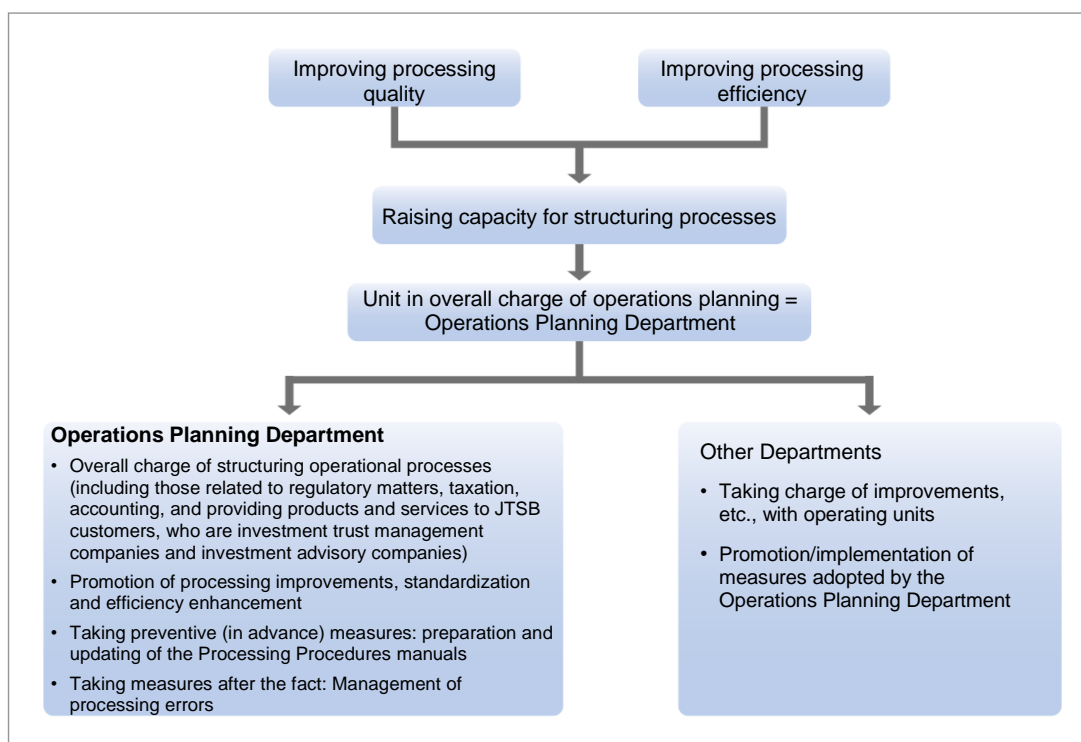 Improving processing
quality
Improving processing
efficiency
Raising capacity for structuring processes
Unit in overall charge of operations planning =
Operations Planning Department
Operations Planning Department
• Overall charge of structuring operational processes
(including those related to regulatory matters, taxation,
accounting, and providing products and services to JTSB
customers, who are investment trust management
companies and investment advisory companies)
• Promotion of processing improvements, standardization
and efficiency enhancement
• Taking preventive (in advance) measures: preparation and
updating of the Processing Procedures manuals
• Taking measures after the fact: Management of
processing errors
Other Departments
• Taking charge of improvements,
etc., with operating units
• Promotion/implementation of
measures adopted by the
Operations Planning Department